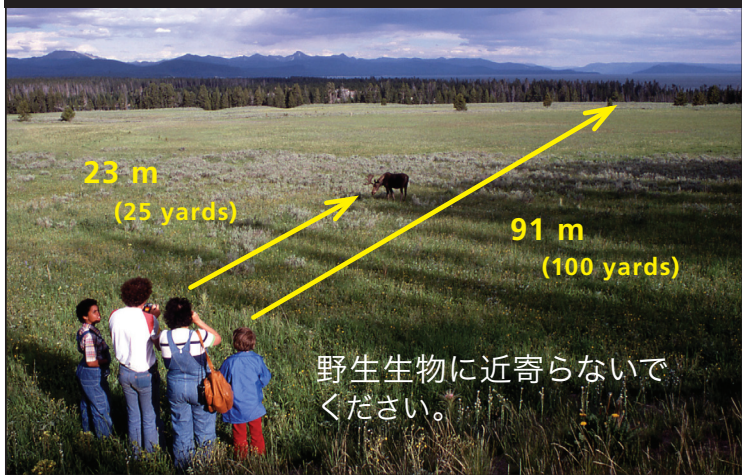 23 m
(25 yards)
91 m
(100 yards)
野生生物に近寄らないで
ください。